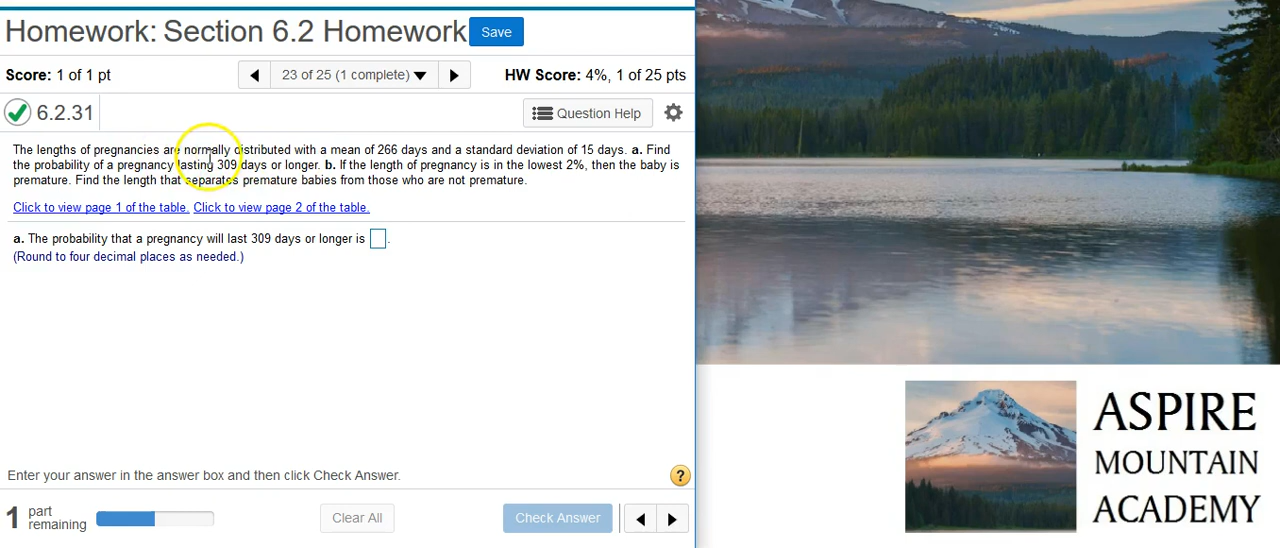 Homework: Section 6.2 Homework Save
Score: 1 of 1 pt 23 of 25 (1 complete) HW Score: 4%, 1 of 25 pts
6.2.31 Question Help
The lengths of pregnancies are normally distributed with a mean of 266 days and a standard deviation of 15 days. a. Find
the probability of a pregnancy lasting 309 days or longer. b. If the length of pregnancy is in the lowest 2%, then the baby is
premature. Find the length that separates premature babies from those who are not premature.
Click to view page 1 of the table. Click to view page 2 of the table.
a. The probability that a pregnancy will last 309 days or longer is .
(Round to four decimal places as needed.)
Enter your answer in the answer box and then click Check Answer.
?
1 part remaining
Clear All
Check Answer
ASPIRE
MOUNTAIN
ACADEMY